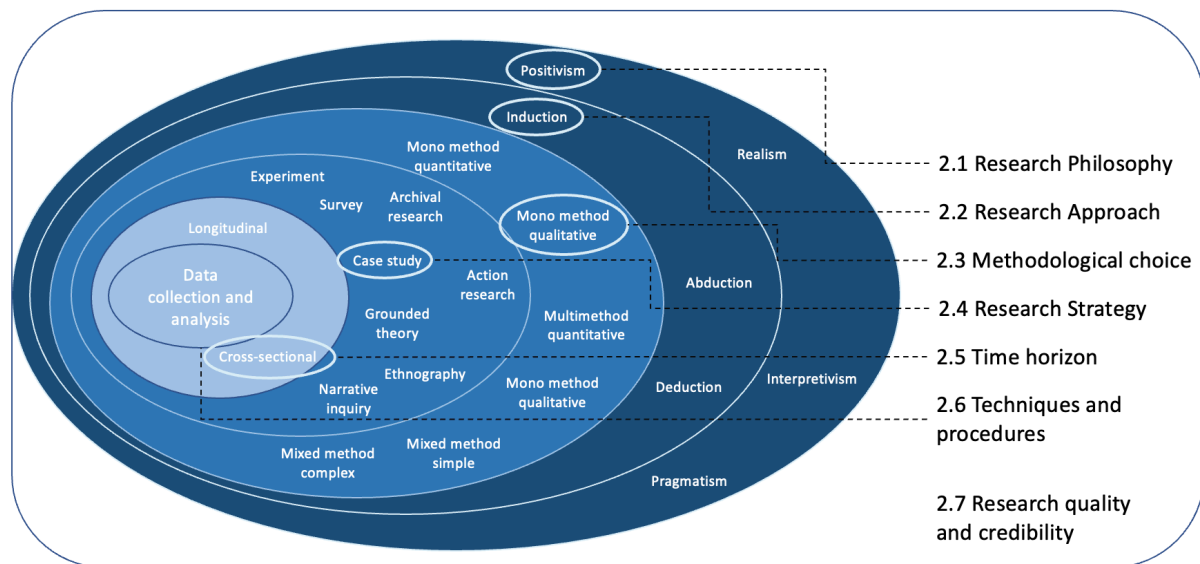 Positivism
Induction
Realism
Mono method
quantitative
Experiment
Survey
Archival
research
Mono method
qualitative
Longitudinal
Case study
Data
collection and
analysis
Action
research
Abduction
Grounded
theory
Multimethod
quantitative
Cross-sectional
Ethnography
Narrative
inquiry
Mono method
qualitative
Deduction
Interpretivism
Mixed method
complex
Mixed method
simple
Pragmatism
2.1 Research Philosophy
2.2 Research Approach
2.3 Methodological choice
2.4 Research Strategy
2.5 Time horizon
2.6 Techniques and
procedures
2.7 Research quality
and credibility